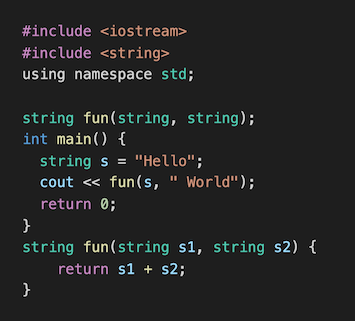 #include <iostream>
#include <string>
using namespace std;

string fun(string, string);
int main() {
  string s = "Hello";
  cout << fun(s, " World");
  return 0;
}
string fun(string s1, string s2) {
    return s1 + s2;
}